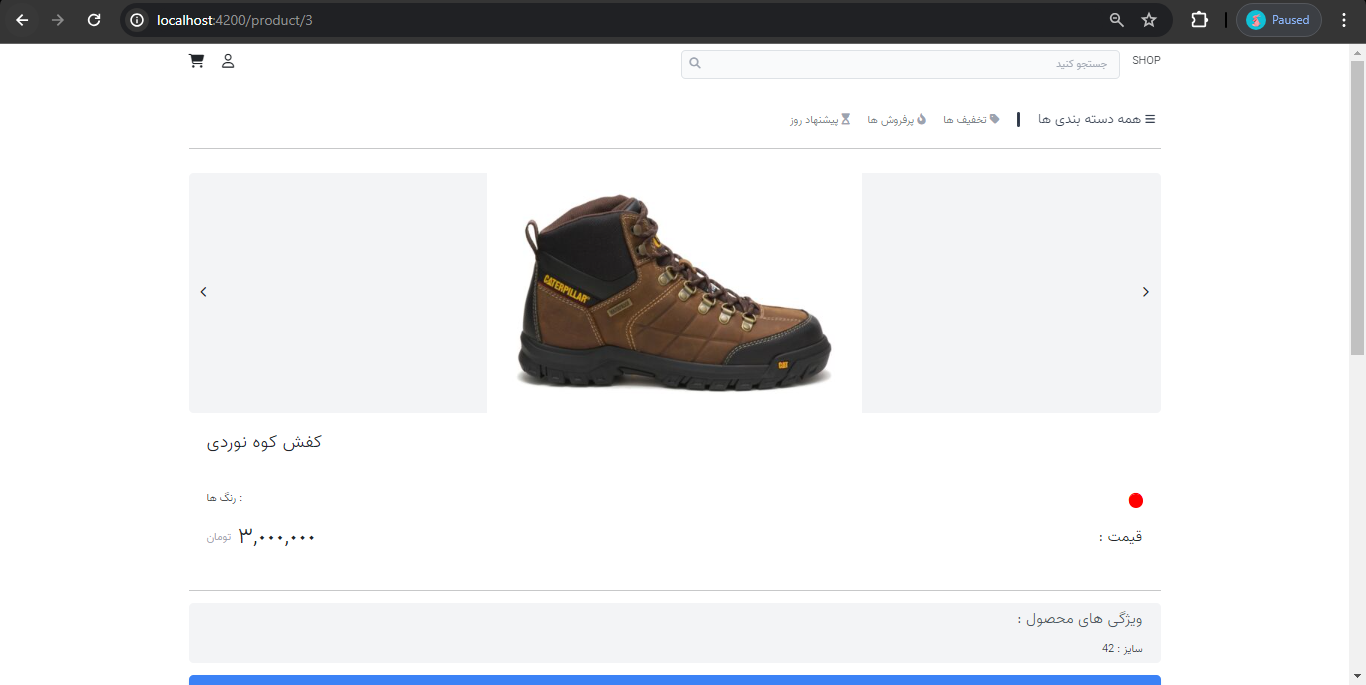 localhost:4200/product/3
Paused
SHOP
جستجو کنید
همه دسته بندی ها
تخفیف ها
پرفروش ها
پیشنهاد روز
CATERPILLAR
CAT
کفش کوه نوردی
رنگ ها :
قیمت :
۳,۰۰۰,۰۰۰ تومان
ویژگی های محصول :
سایز : 42